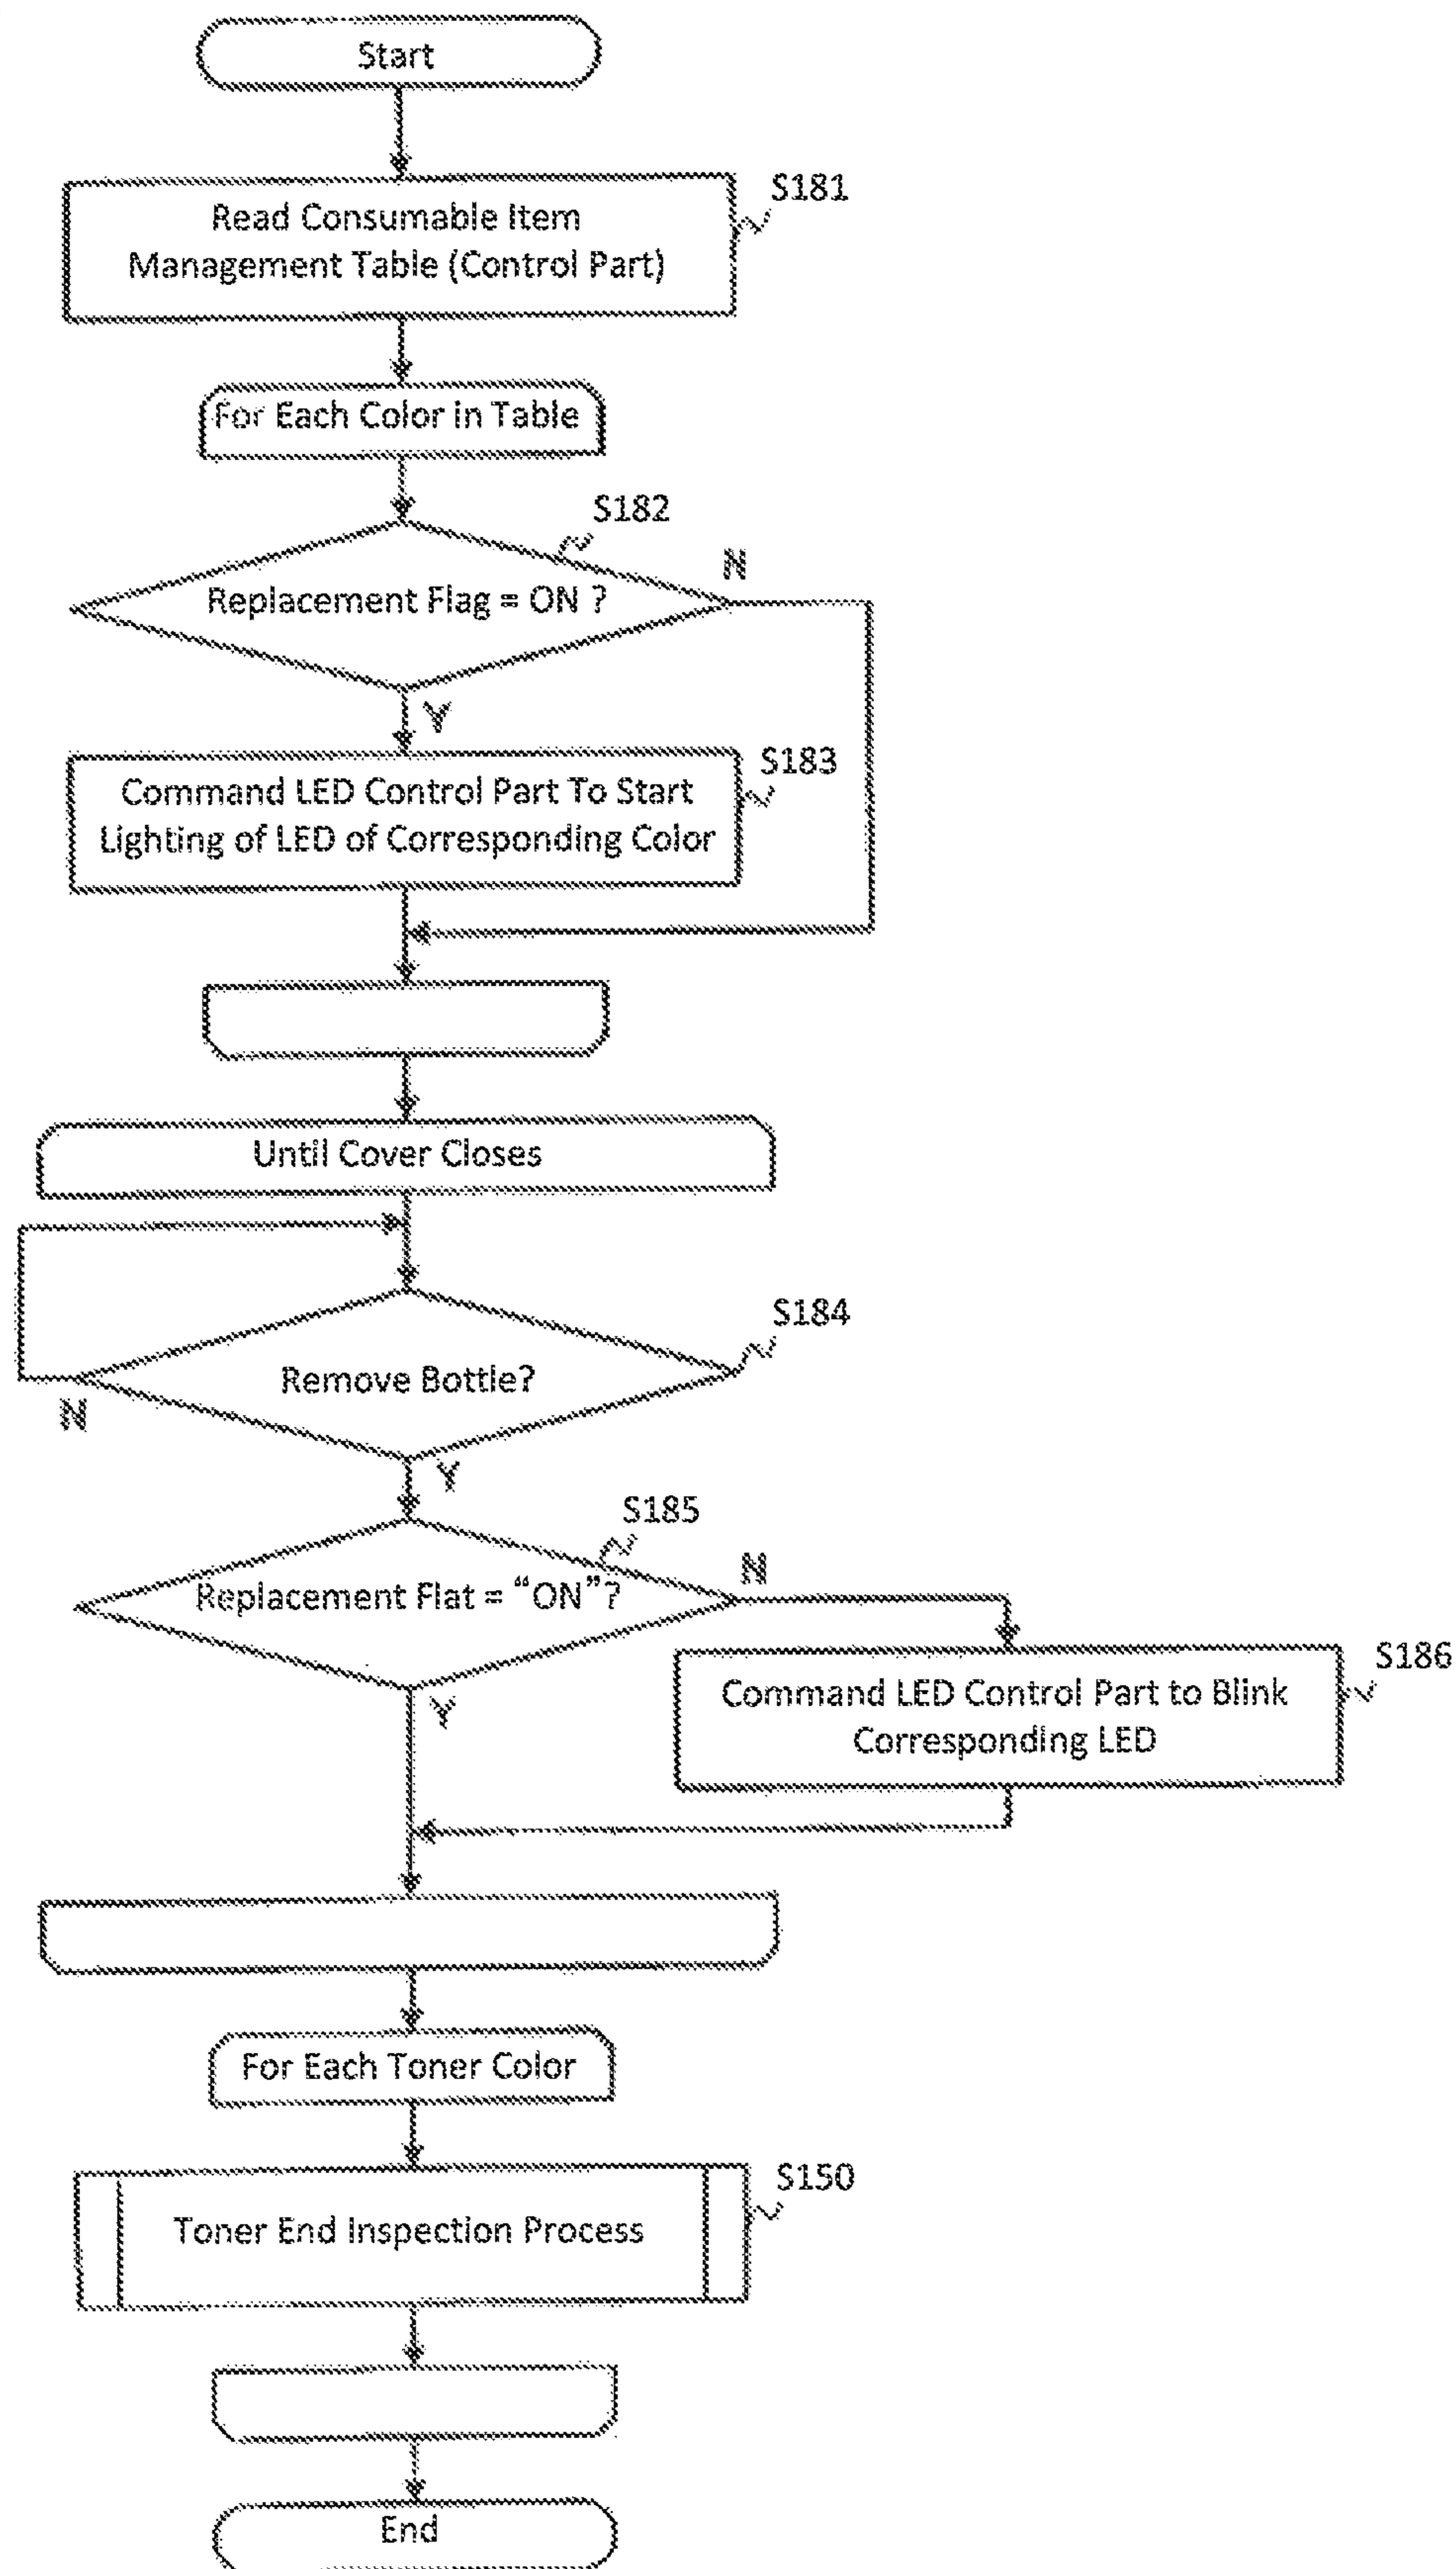 Start
S181
Read Consumable Item
Management Table (Control Part)
For Each Color in Table
S182
N
Replacement Flag = ON ?
Y
S183
Command LED Control Part To Start
Lighting of LED of Corresponding Color
Until Cover Closes
S184
Remove Bottle?
N
Y
S185
N
Replacement Flat = “ON”?
S186
Command LED Control Part to Blink
Corresponding LED
Y
For Each Toner Color
S150
Toner End Inspection Process
End